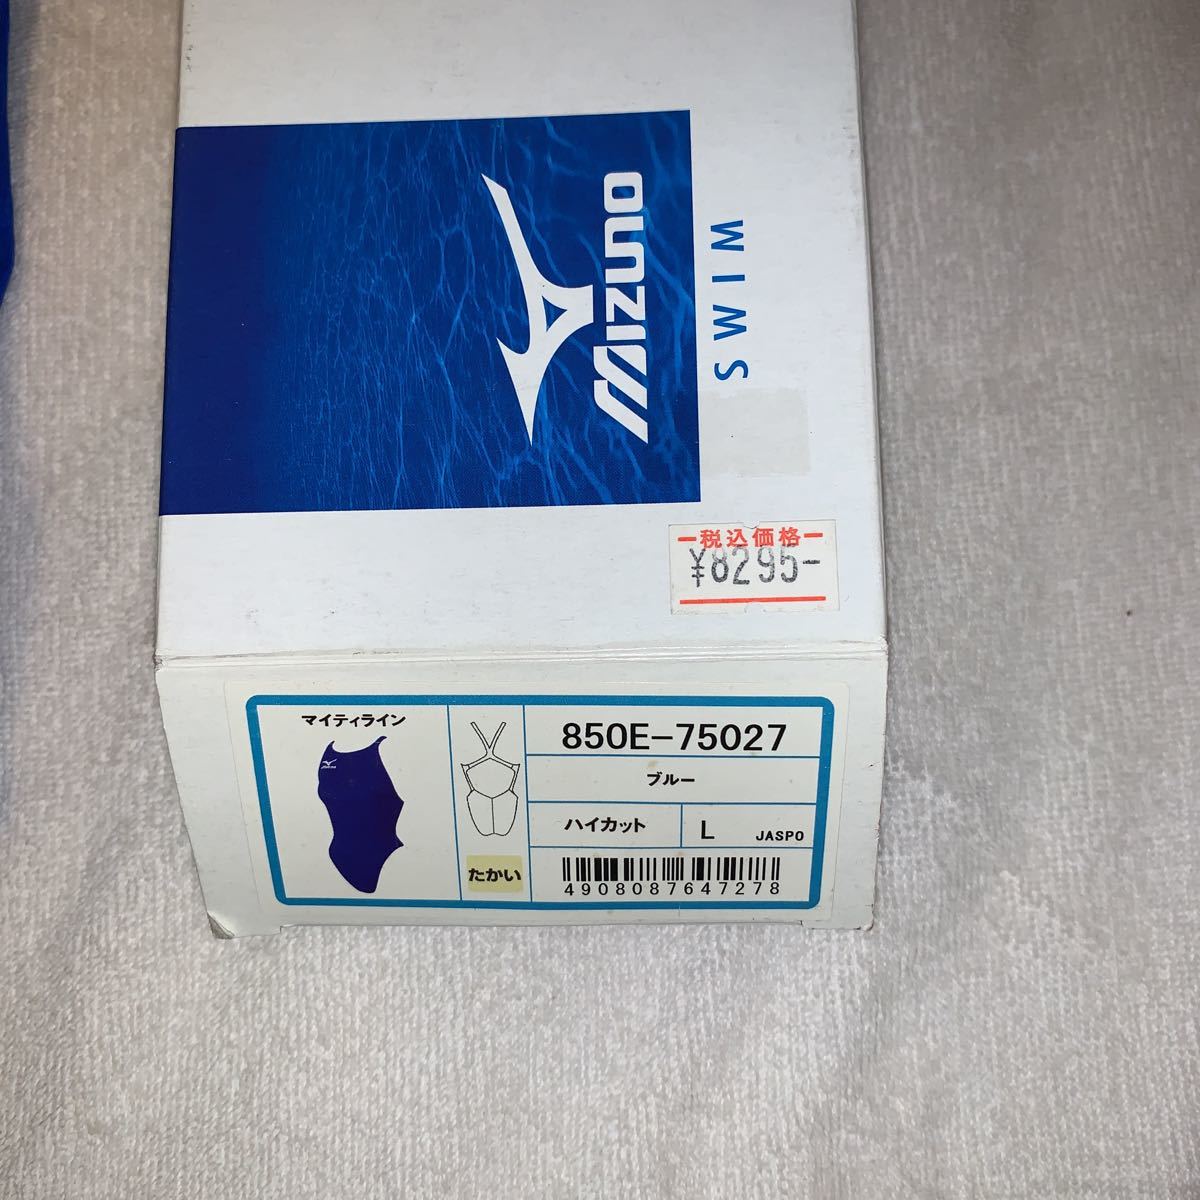 MIZUNO
SWIM
税込価格
¥8295-
マイティライン
850E-75027
ブルー
ハイカット
L
JASPO
たかい
4908087647278